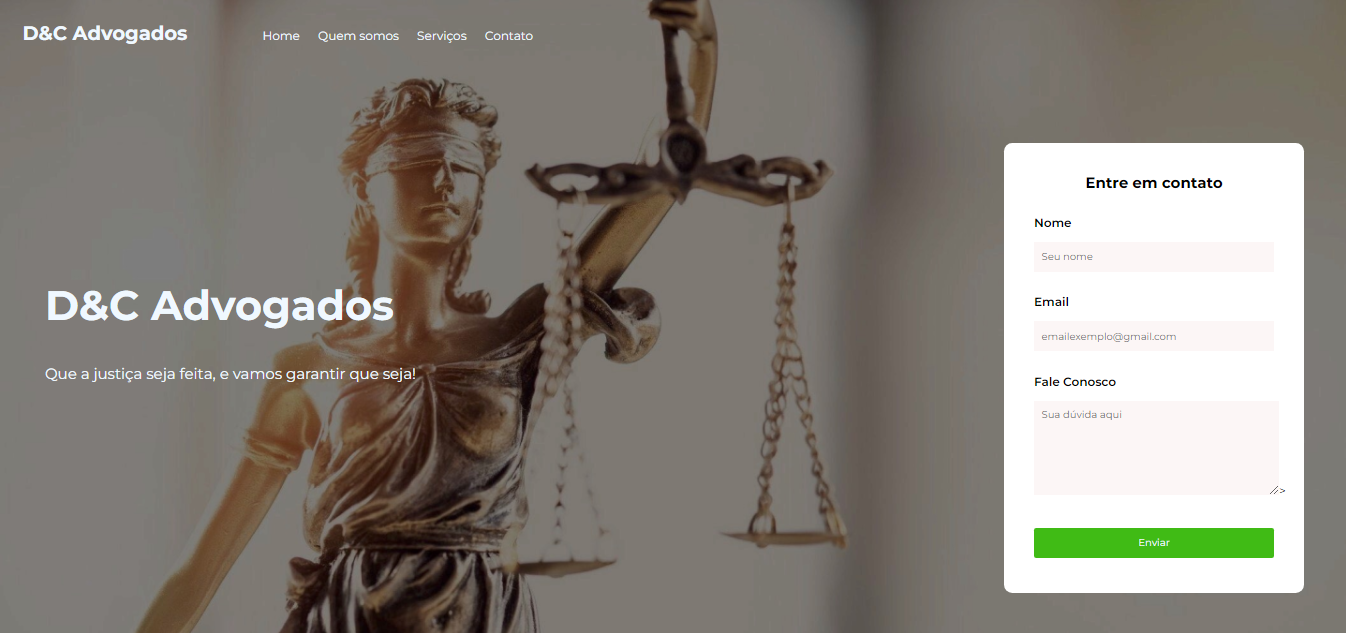 D&C Advogados
Home Quem somos Serviços Contato
D&C Advogados
Que a justiça seja feita, e vamos garantir que seja!
Entre em contato
Nome
Seu nome
Email
emailexemplo@gmail.com
Fale Conosco
Sua dúvida aqui
>
Enviar